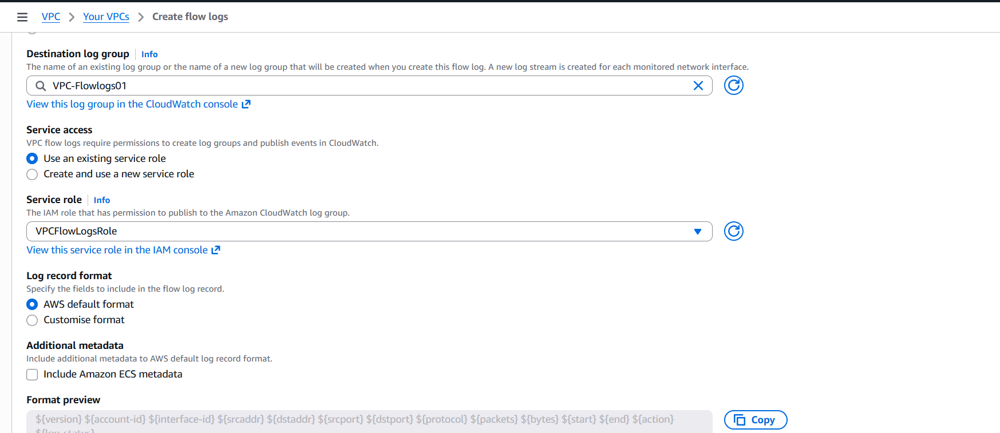 VPC > Your VPCs > Create flow logs
Destination log group | Info
The name of an existing log group or the name of a new log group that will be created when you create this flow log. A new log stream is created for each monitored network interface.
VPC-Flowlogs01
View this log group in the CloudWatch console
Service access
VPC flow logs require permissions to create log groups and publish events in CloudWatch.
Use an existing service role
Create and use a new service role
Service role | Info
The IAM role that has permission to publish to the Amazon CloudWatch log group.
VPCFlowLogsRole
View this service role in the IAM console
Log record format
Specify the fields to include in the flow log record.
AWS default format
Customise format
Additional metadata
Include additional metadata to AWS default log record format.
Include Amazon ECS metadata
Format preview
${version} ${account-id} ${interface-id} ${srcaddr} ${dstaddr} ${srcport} ${dstport} ${protocol} ${packets} ${bytes} ${start} ${end} ${action}
${log-status}
Copy